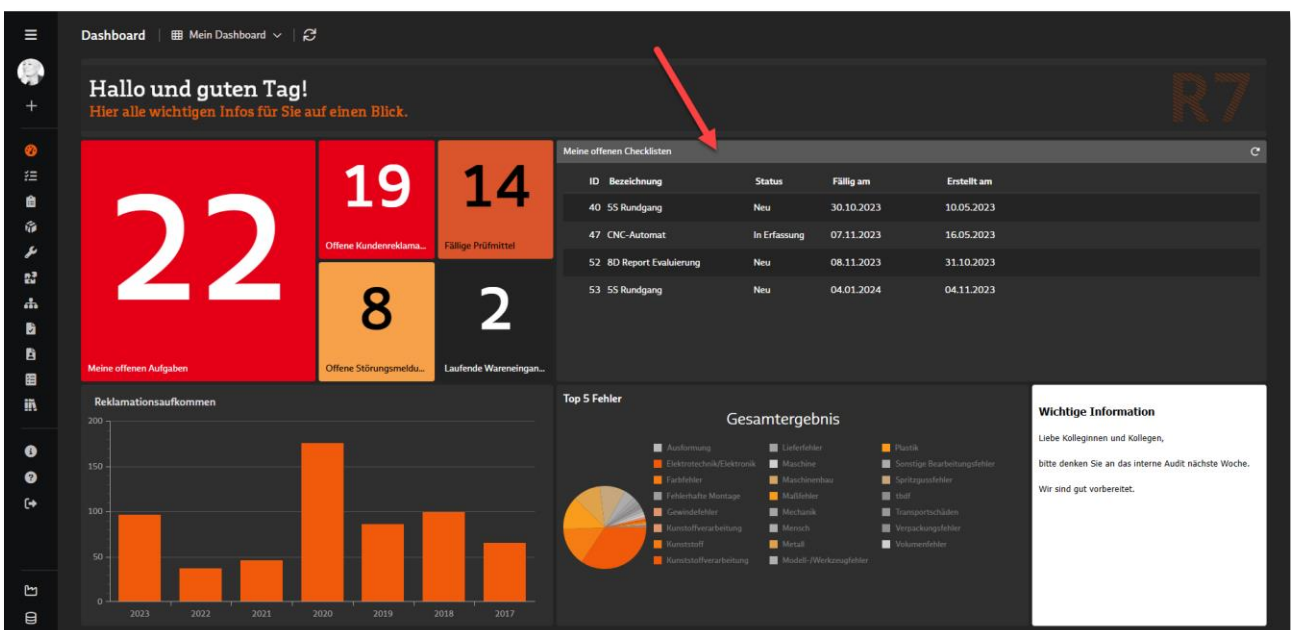 Dashboard
Mein Dashboard
Hallo und guten Tag!
Hier alle wichtigen Infos für Sie auf einen Blick.
R7
22
Meine offenen Aufgaben
19
Offene Kundenreklama...
14
Fällige Prüfmittel
8
Offene Störungsmeldu...
2
Laufende Wareneingan...
Meine offenen Checklisten
ID Bezeichnung Status Fällig am Erstellt am
40 5S Rundgang Neu 30.10.2023 10.05.2023
47 CNC-Automat In Erfassung 07.11.2023 16.05.2023
52 8D Report Evaluierung Neu 08.11.2023 31.10.2023
53 5S Rundgang Neu 04.01.2024 04.11.2023
Reklamationsaufkommen
200
150
100
50
0
2023 2022 2021 2020 2019 2018 2017
Top 5 Fehler
Gesamtergebnis
Ausformung Lieferfehler Plastik
Elektrotechnik/Elektronik Maschine Sonstige Bearbeitungsfehler
Farbfehler Maschinenbau Spritzgussfehler
Fehlerhafte Montage Maßfehler tbdf
Gewindefehler Mechanik Transportschäden
Kunstoffverarbeitung Mensch Verpackungsfehler
Kunststoff Metall Volumenfehler
Kunststoffverarbeitung Modell-/Werkzeugfehler
Wichtige Information
Liebe Kolleginnen und Kollegen,
bitte denken Sie an das interne Audit nächste Woche.
Wir sind gut vorbereitet.